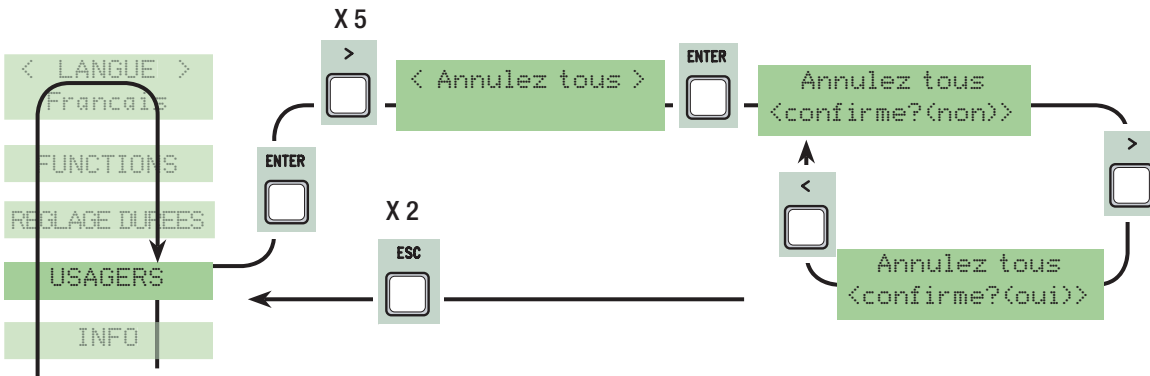 X 5
>
ENTER
< LANGUE >
Francais
< Annulez tous >
Annulez tous
<confirme?(non)>
FUNCTIONS
ENTER
>
<
REGLAGE DUREES
X 2
ESC
USAGERS
Annulez tous
<confirme?(oui)>
INFO